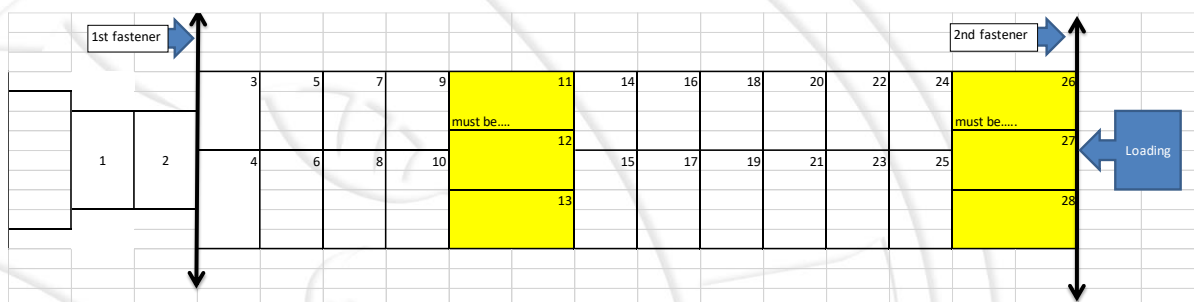 1st fastener
2nd fastener
3 5 7 9 11 14 16 18 20 22 24 26
must be.... must be.....
12 27
Loading
1 2 4 6 8 10 15 17 19 21 23 25
13 28